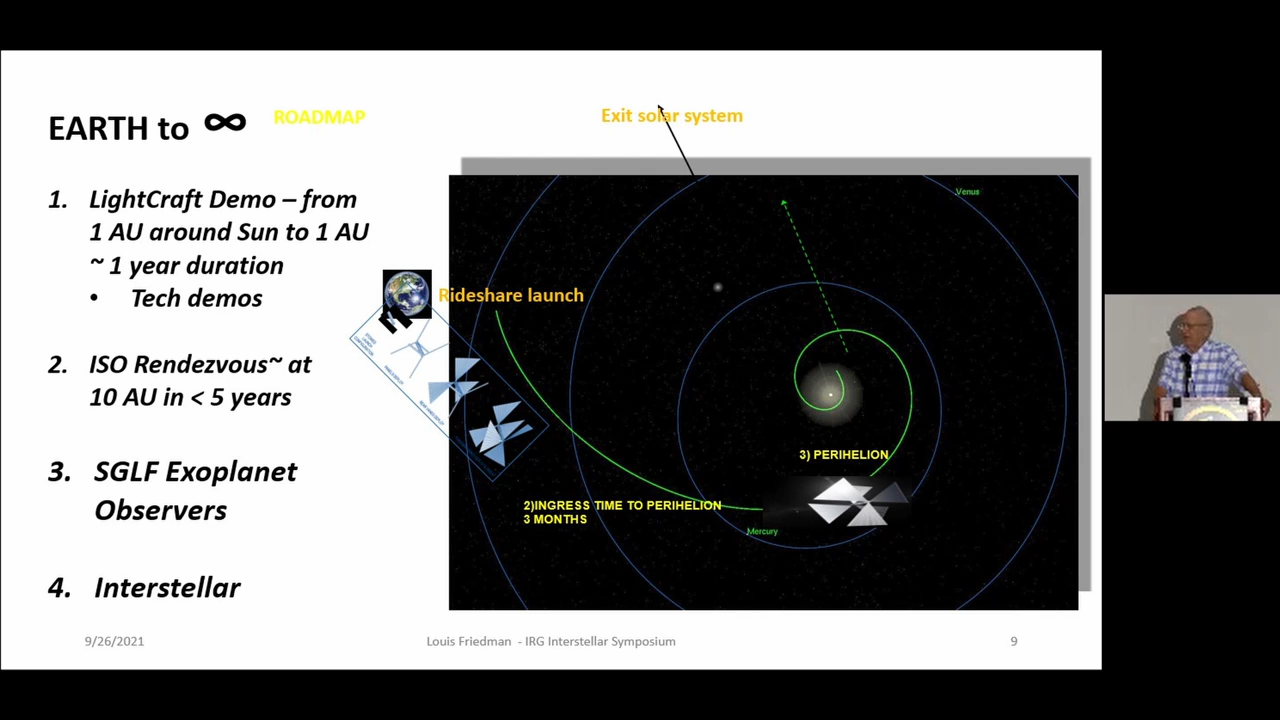 EARTH to ∞ ROADMAP
1. LightCraft Demo – from
1 AU around Sun to 1 AU
~ 1 year duration
• Tech demos
2. ISO Rendezvous~ at
10 AU in < 5 years
3. SGLF Exoplanet
Observers
4. Interstellar
Exit solar system
Venus
Rideshare launch
3) PERIHELION
2)INGRESS TIME TO PERIHELION
3 MONTHS
Mercury
9/26/2021
Louis Friedman - IRG Interstellar Symposium
9